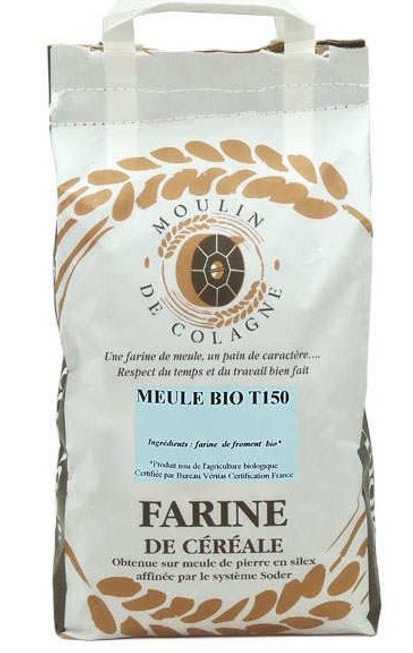 MOULIN
DE COLAGNE
Une farine de meule, un pain de caractère....
Respect du temps et du travail bien fait
MEULE BIO T150
Ingrédients : farine de froment bio*
*Produit issu de l'agriculture biologique
Certifiée par Bureau Véritas Certification France
FARINE
DE CÉRÉALE
Obtenue sur meule de pierre en silex
affinée par le système Soder